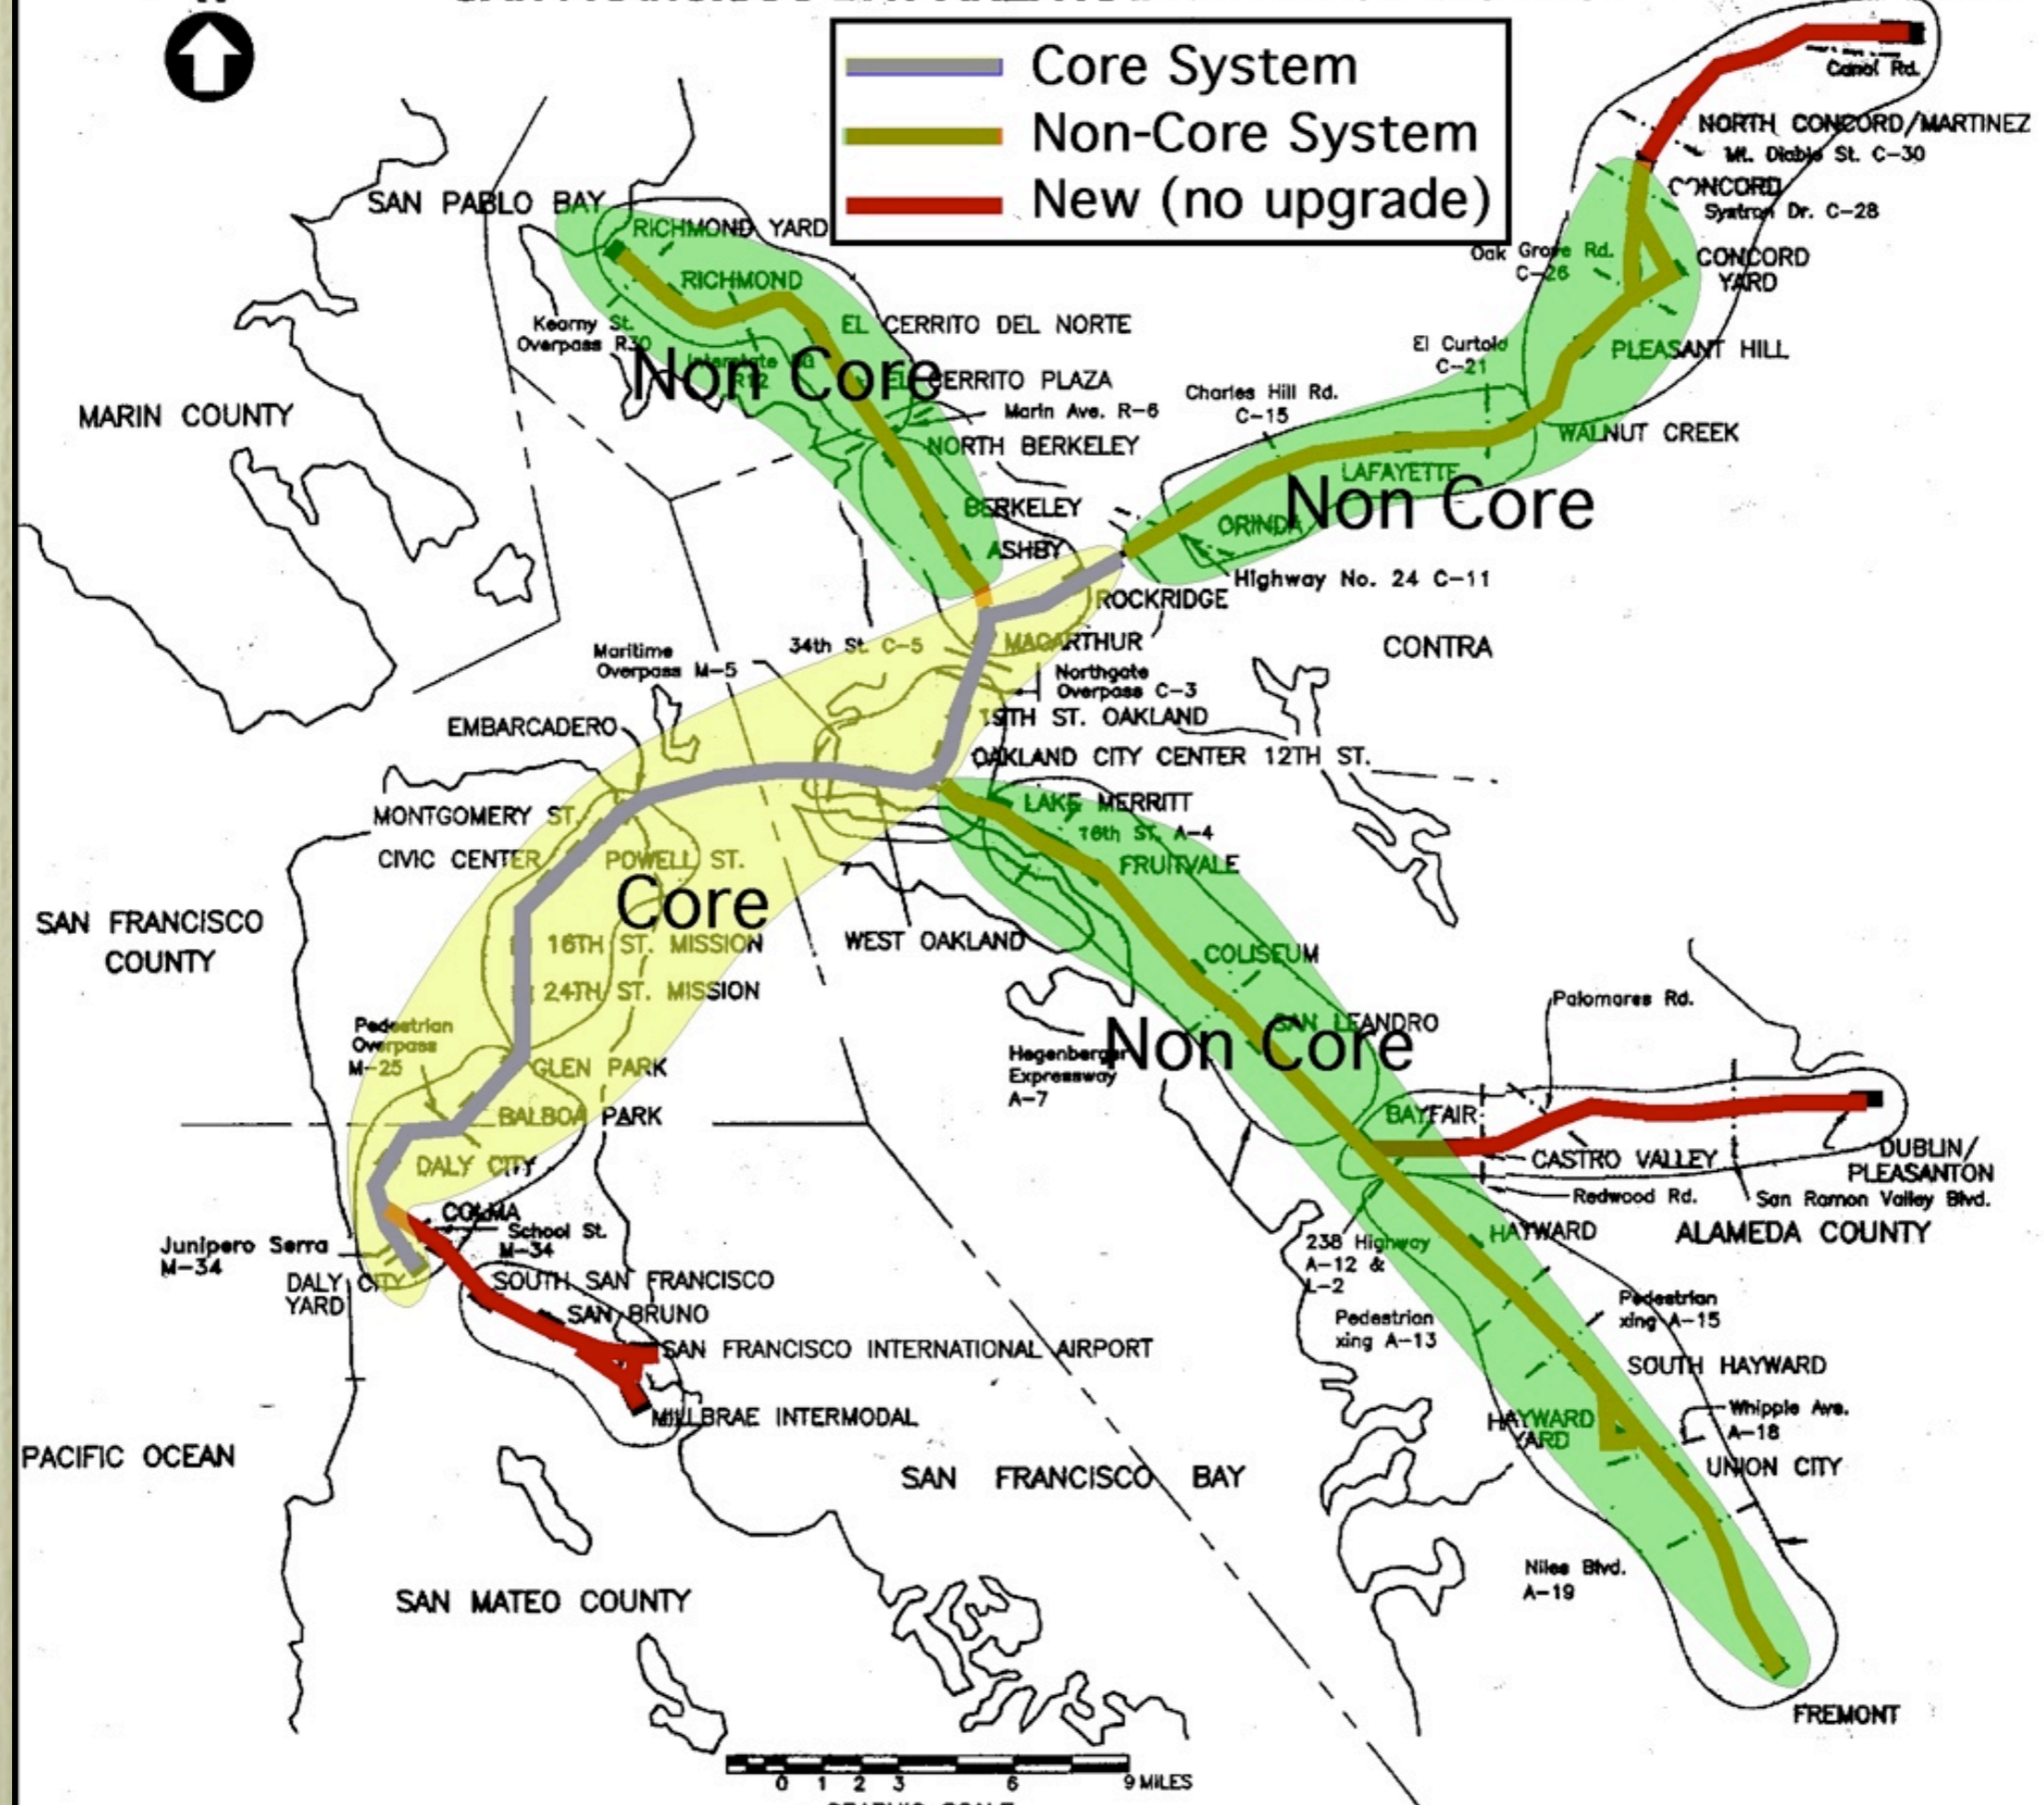 Core System
Non-Core System
New (no upgrade)
Canal Rd.
NORTH CONCORD/MARTINEZ
Mt. Diablo St. C-30
CONCORD
Systron Dr. C-28
SAN PABLO BAY
RICHMOND YARD
Oak Grove Rd.
C-26
CONCORD
YARD
RICHMOND
Kearny St.
Overpass R30
EL CERRITO DEL NORTE
El Curtola
C-21
PLEASANT HILL
Interstate 80
R12
Non Core
EL CERRITO PLAZA
Charles Hill Rd.
C-15
MARIN COUNTY
Marin Ave. R-6
NORTH BERKELEY
WALNUT CREEK
LAFAYETTE
Non Core
BERKELEY
ORINDA
ASHBY
Highway No. 24 C-11
ROCKRIDGE
MACARTHUR
34th St. C-5
CONTRA
Maritime
Overpass M-5
Northgate
Overpass C-3
19TH ST. OAKLAND
EMBARCADERO
OAKLAND CITY CENTER 12TH ST.
MONTGOMERY ST.
LAKE MERRITT
16th ST. A-4
CIVIC CENTER
POWELL ST.
FRUITVALE
Core
SAN FRANCISCO
COUNTY
16TH ST. MISSION
WEST OAKLAND
COLISEUM
24TH ST. MISSION
Palomares Rd.
Pedestrian
Overpass
M-25
SAN LEANDRO
Non Core
Hegenberger
Expressway
A-7
GLEN PARK
BALBOA PARK
BAYFAIR
DALY CITY
CASTRO VALLEY
DUBLIN/
PLEASANTON
Redwood Rd.
San Ramon Valley Blvd.
COLMA
School St.
M-34
Junipero Serra
M-34
HAYWARD
ALAMEDA COUNTY
238 Highway
A-12 &
L-2
DALY CITY
YARD
SOUTH SAN FRANCISCO
SAN BRUNO
Pedestrian
xing A-15
Pedestrian
xing A-13
SAN FRANCISCO INTERNATIONAL AIRPORT
SOUTH HAYWARD
MILLBRAE INTERMODAL
HAYWARD
YARD
Whipple Ave.
A-18
PACIFIC OCEAN
UNION CITY
SAN FRANCISCO BAY
Niles Blvd.
A-19
SAN MATEO COUNTY
FREMONT
0 1 2 3 6 9 MILES